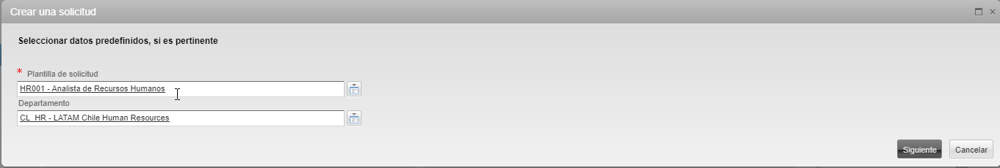 Crear una solicitud
Seleccionar datos predefinidos, si es pertinente
* Plantilla de solicitud
HR001 - Analista de Recursos Humanos
Departamento
CL_HR - LATAM Chile Human Resources
Siguiente Cancelar